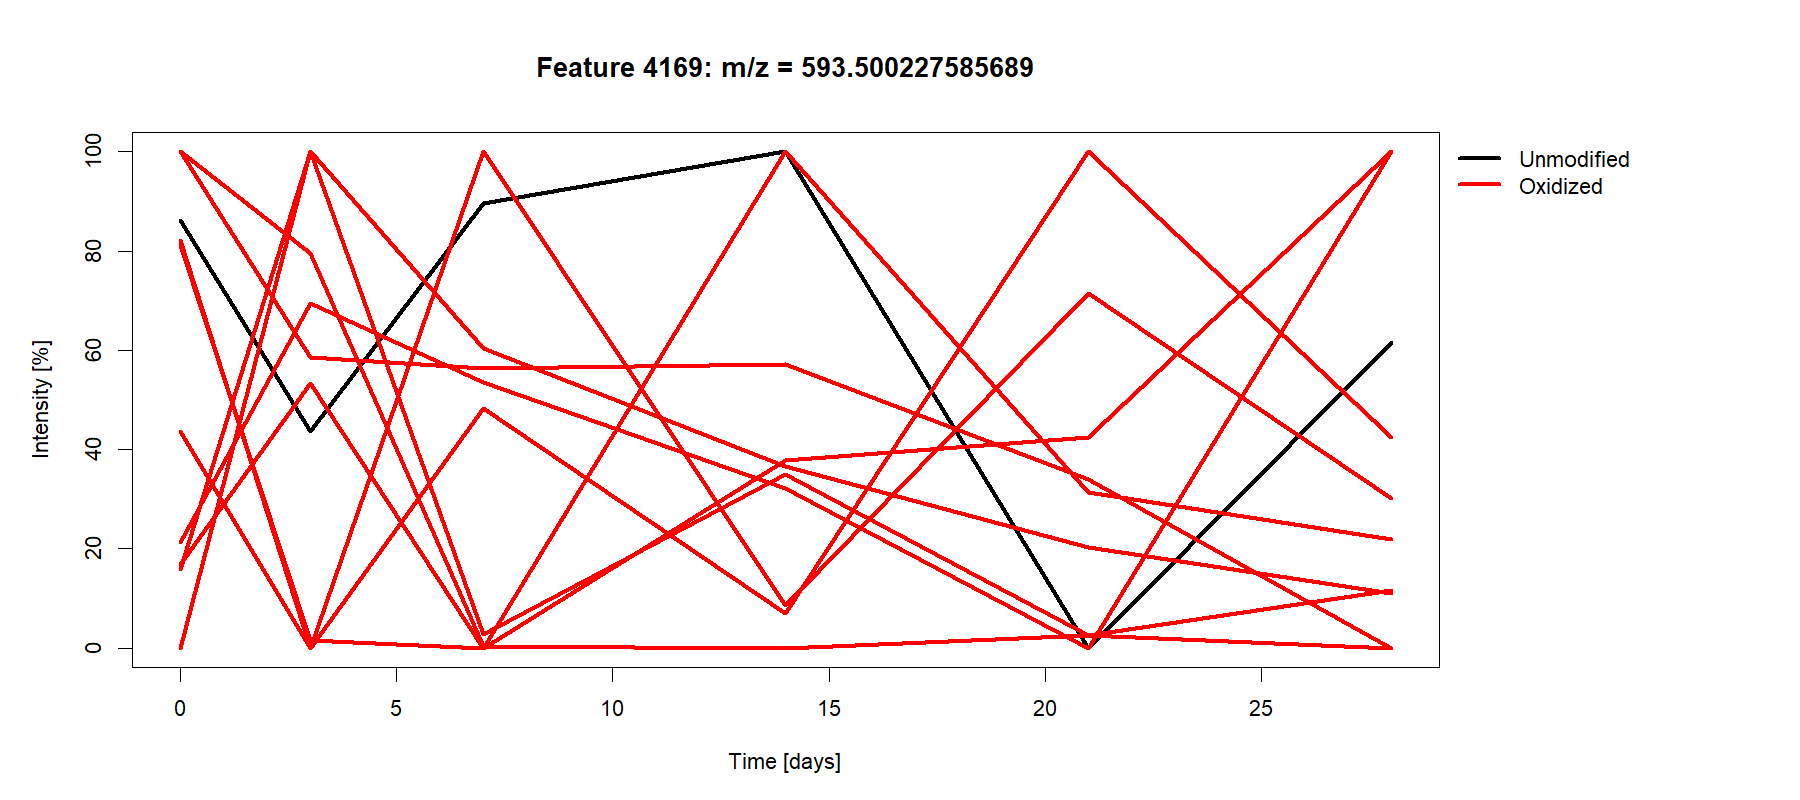 Feature 4169: m/z = 593.500227585689
Unmodified
Oxidized
Intensity [%]
100
80
60
40
20
0
0 5 10 15 20 25
Time [days]